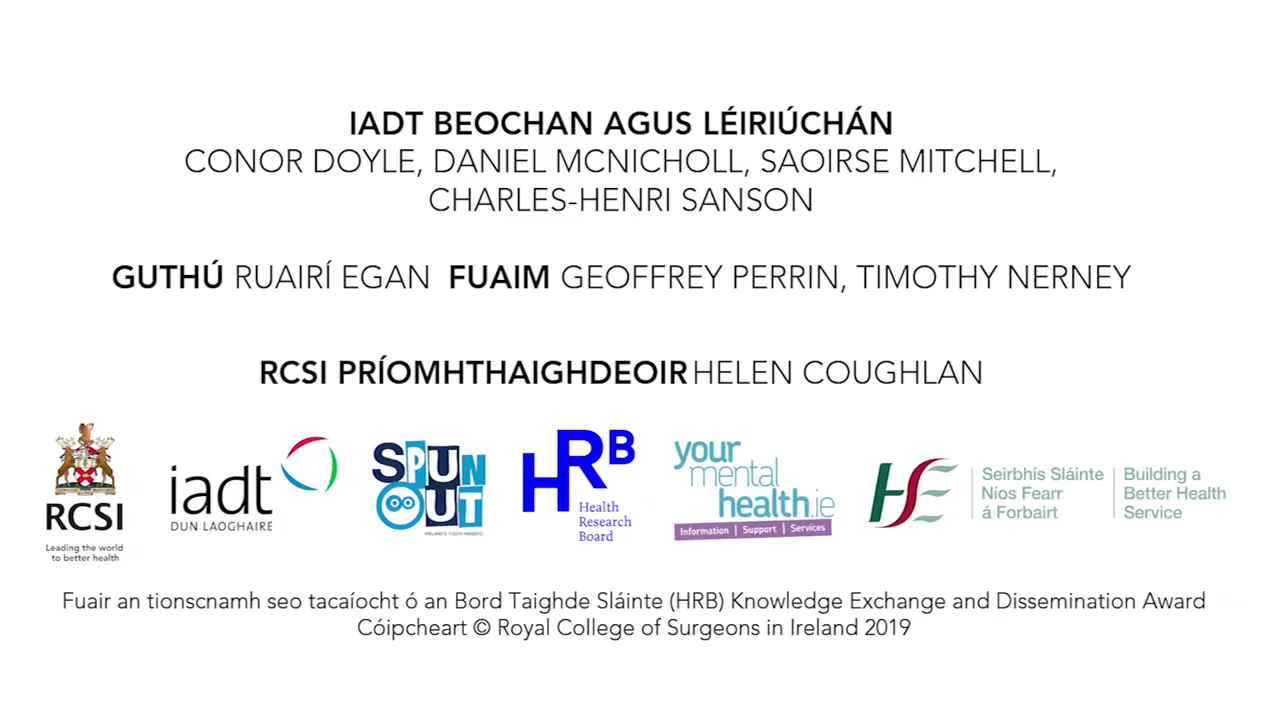 IADT BEOCHAN AGUS LÉIRIÚCHÁN
CONOR DOYLE, DANIEL MCNICHOLL, SAOIRSE MITCHELL,
CHARLES-HENRI SANSON
GUTHÚ RUAIRÍ EGAN FUAIM GEOFFREY PERRIN, TIMOTHY NERNEY
RCSI PRÍOMHTHAIGHDEOIR HELEN COUGHLAN
RCSI
Leading the world
to better health
iadt
DUN LAOGHAIRE
SPUN
OUT
IRELAND'S YOUTH WEBSITE
HRB
Health
Research
Board
your
mental
health.ie
Information | Support | Services
HSE
Seirbhís Sláinte
Níos Fearr
á Forbairt
Building a
Better Health
Service
Fuair an tionscnamh seo tacaíocht ó an Bord Taighde Sláinte (HRB) Knowledge Exchange and Dissemination Award
Cóipcheart © Royal College of Surgeons in Ireland 2019